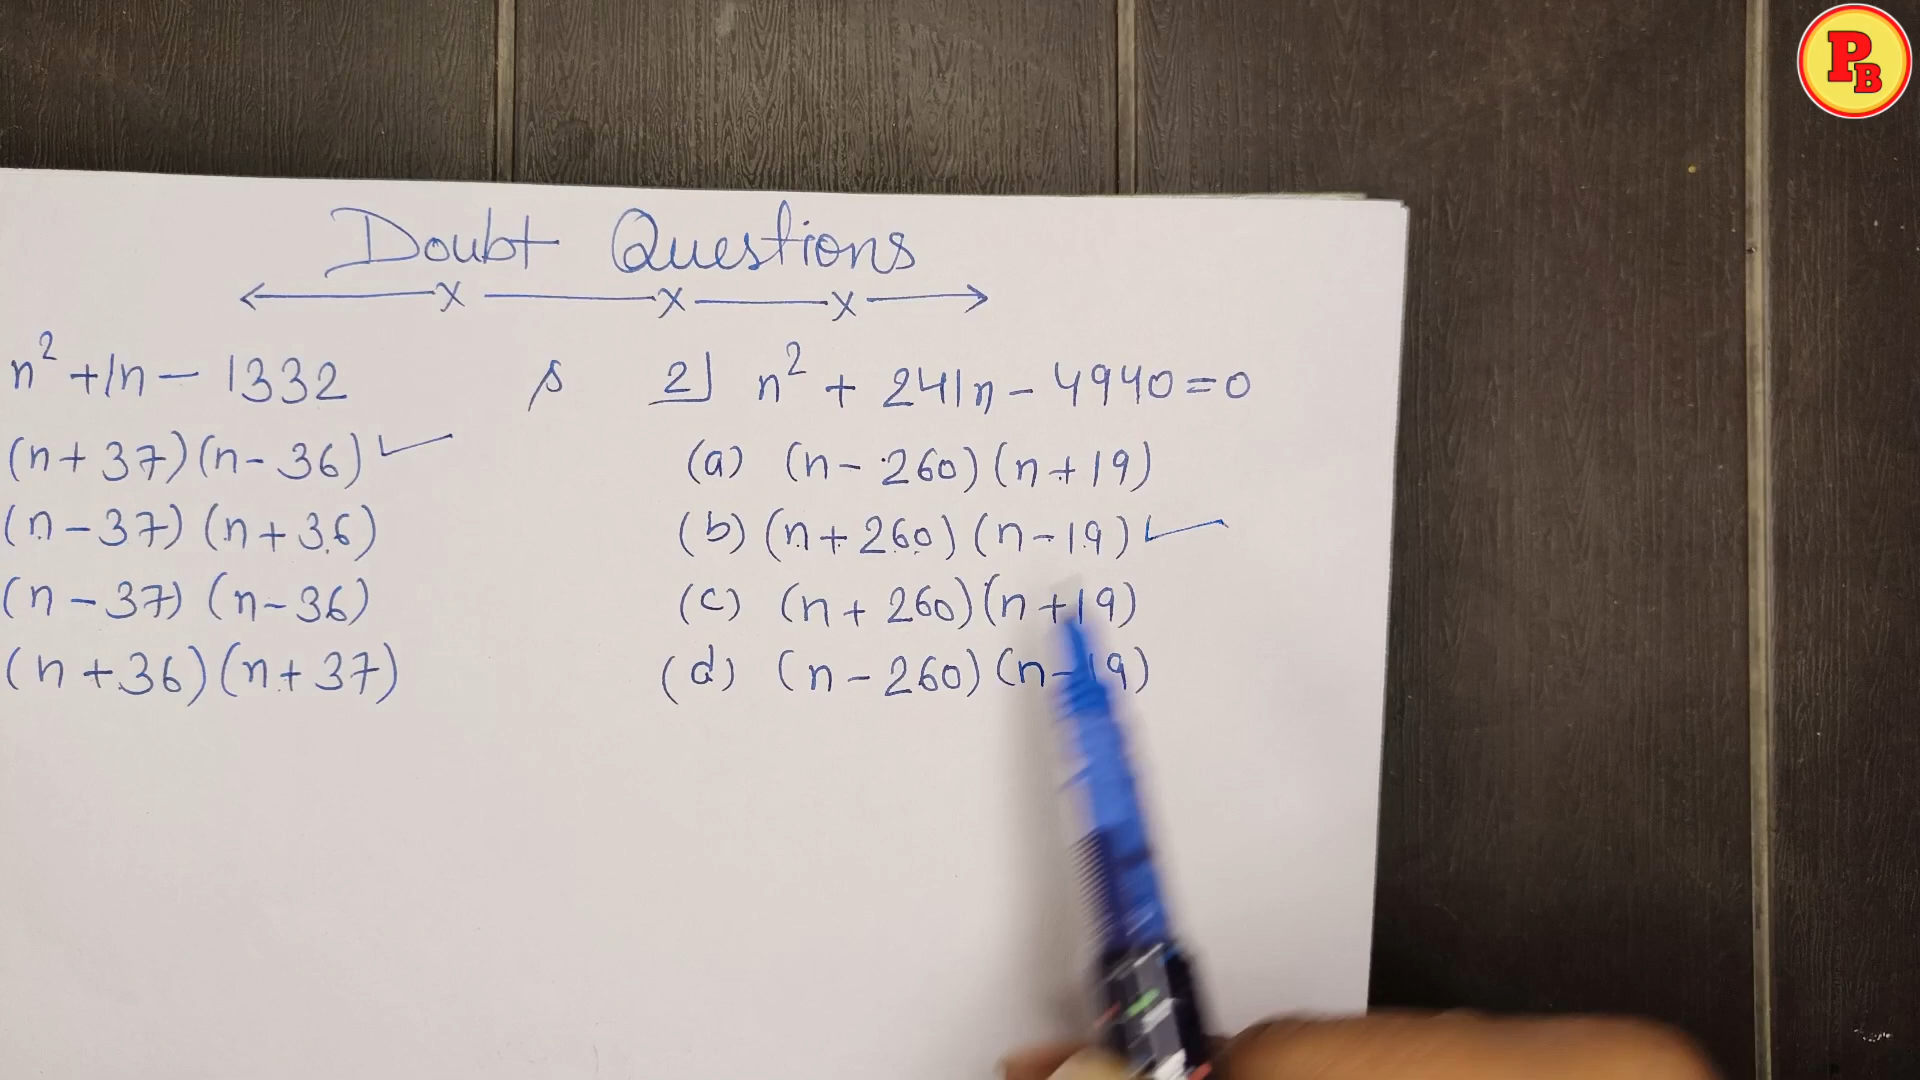 PB
Doubt Questions
n² + 1n - 1332
(n + 37)(n - 36) ✓
(n - 37)(n + 36)
(n - 37)(n - 36)
(n + 36)(n + 37)
2] n² + 241n - 4940 = 0
(a) (n - 260)(n + 19)
(b) (n + 260)(n - 19) ✓
(c) (n + 260)(n + 19)
(d) (n - 260)(n - 19)